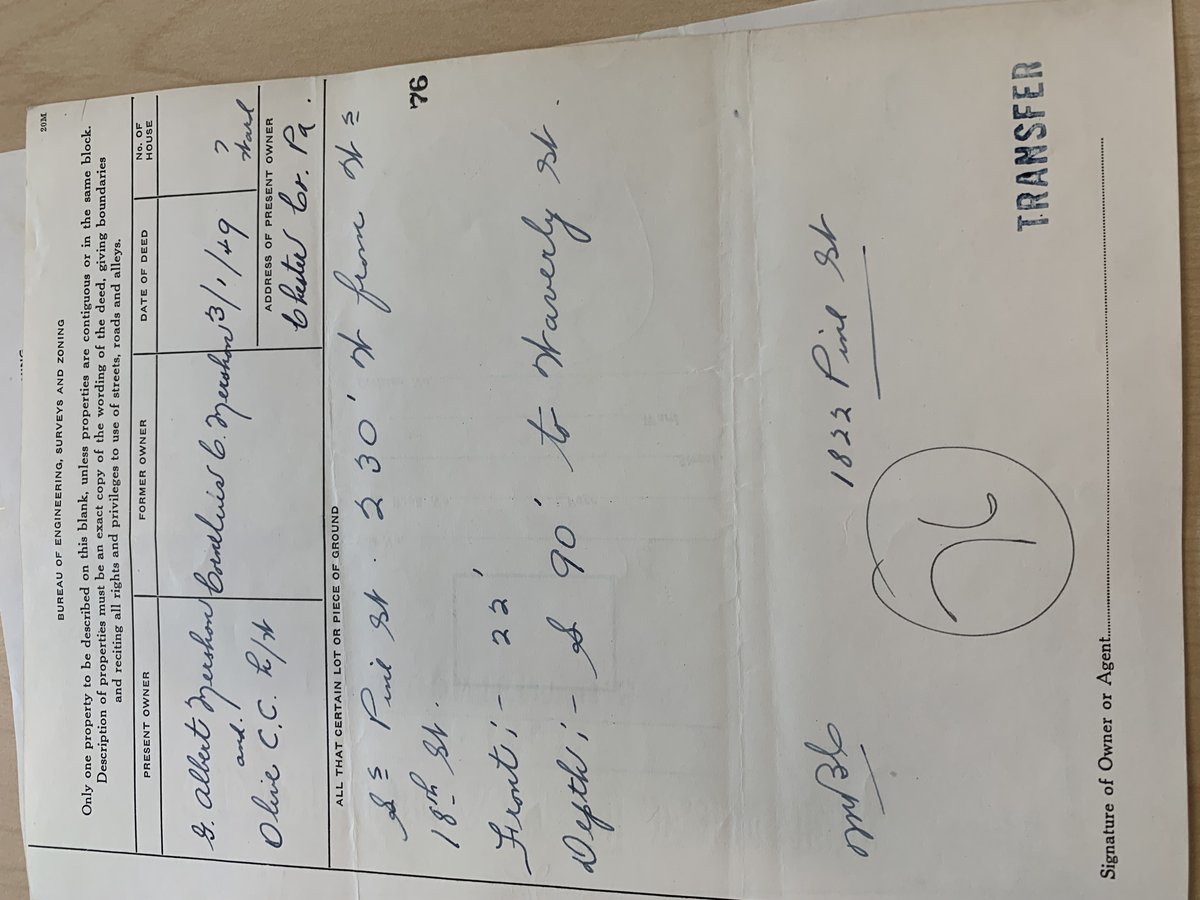 20M
BUREAU OF ENGINEERING, SURVEYS AND ZONING
Only one property to be described on this blank, unless properties are contiguous or in the same block.
Description of properties must be an exact copy of the wording of the deed, giving boundaries
and reciting all rights and privileges to use of streets, roads and alleys.
PRESENT OWNER FORMER OWNER DATE OF DEED No. OF HOUSE
G. Albert Mershon Cornelius C. Mershon 3/1/49 7 Ward
and
Olive C.C. h/w
ADDRESS OF PRESENT OWNER
Chester Co. Pa.
ALL THAT CERTAIN LOT OR PIECE OF GROUND
S S Pine St. 230' W from W S
18th St.
'76
Front:- 22'
Depth:- S 90' to Waverly St.
1822 Pine St
TRANSFER
Signature of Owner or Agent